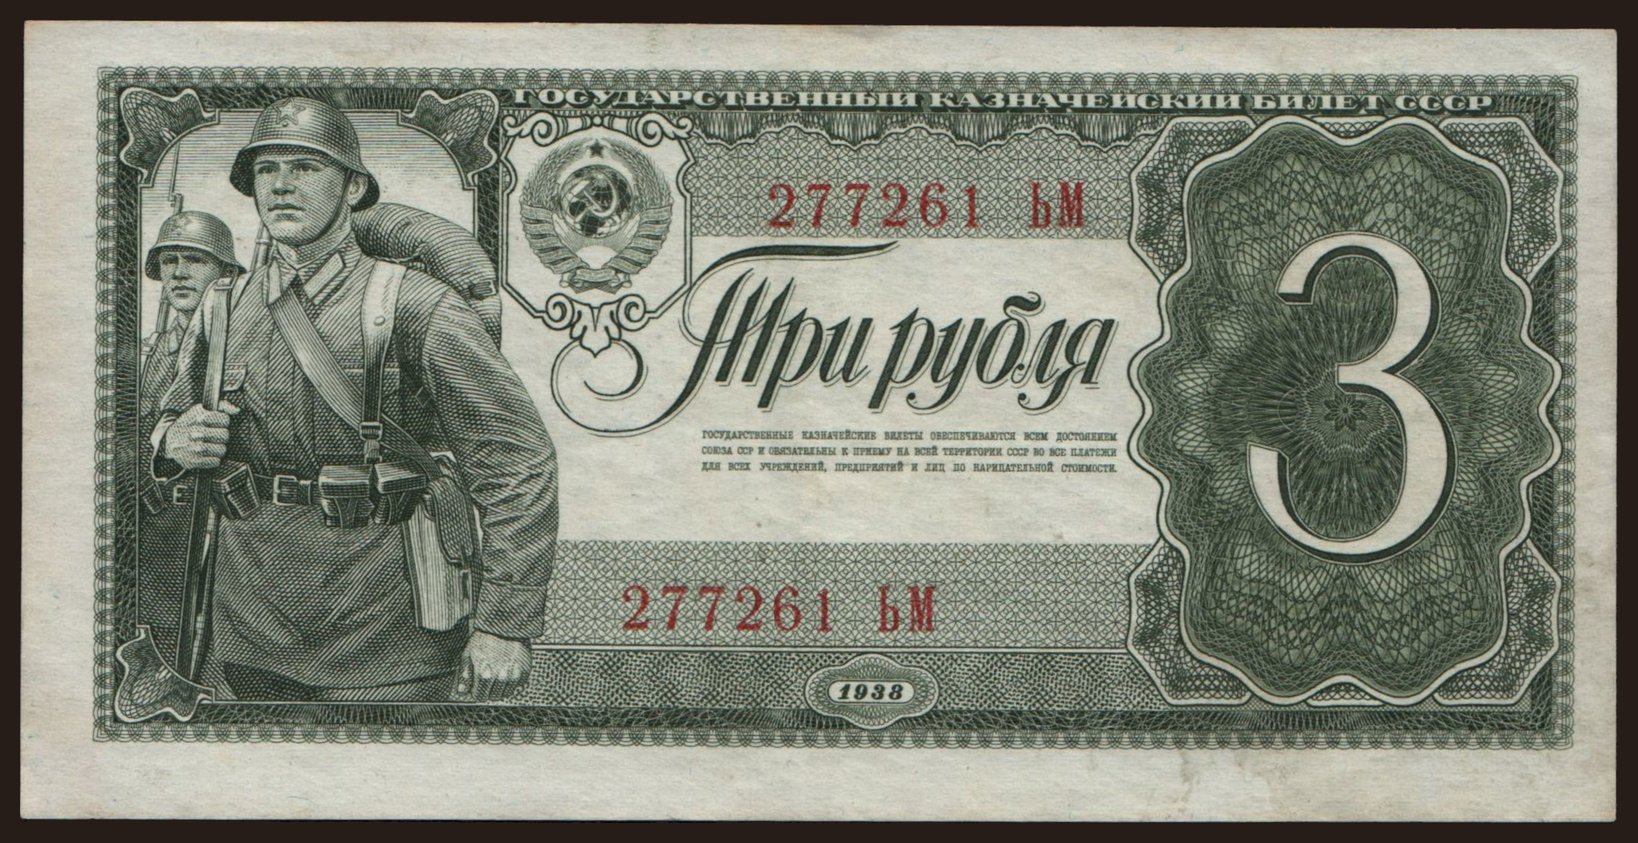 ГОСУДАРСТВЕННЫЙ КАЗНАЧЕЙСКИЙ БИЛЕТ СССР
277261 ЬМ
Три рубля
3
ГОСУДАРСТВЕННЫЕ КАЗНАЧЕЙСКИЕ БИЛЕТЫ ОБЕСПЕЧИВАЮТСЯ ВСЕМ ДОСТОЯНИЕМ
СОЮЗА ССР И ОБЯЗАТЕЛЬНЫ К ПРИЕМУ НА ВСЕЙ ТЕРРИТОРИИ СССР ВО ВСЕ ПЛАТЕЖИ
ДЛЯ ВСЕХ УЧРЕЖДЕНИЙ, ПРЕДПРИЯТИЙ И ЛИЦ ПО НАРИЦАТЕЛЬНОЙ СТОИМОСТИ.
277261 ЬМ
1938